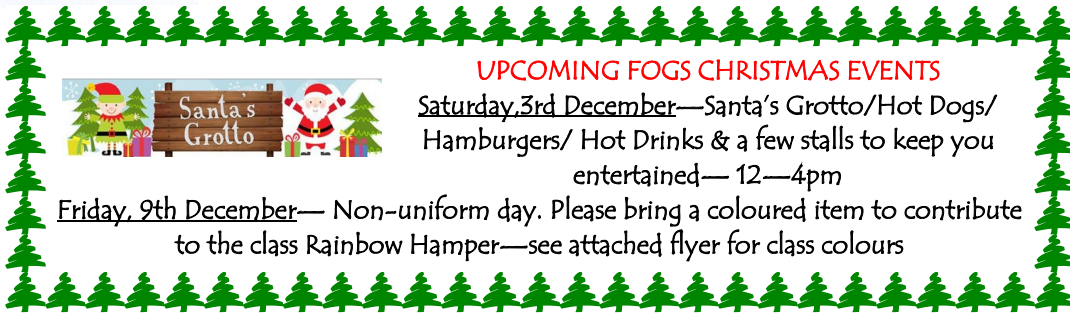 UPCOMING FOGS CHRISTMAS EVENTS
Santa's
Grotto
Saturday,3rd December—Santa's Grotto/Hot Dogs/
Hamburgers/ Hot Drinks & a few stalls to keep you
entertained— 12—4pm
Friday, 9th December— Non-uniform day. Please bring a coloured item to contribute
to the class Rainbow Hamper—see attached flyer for class colours